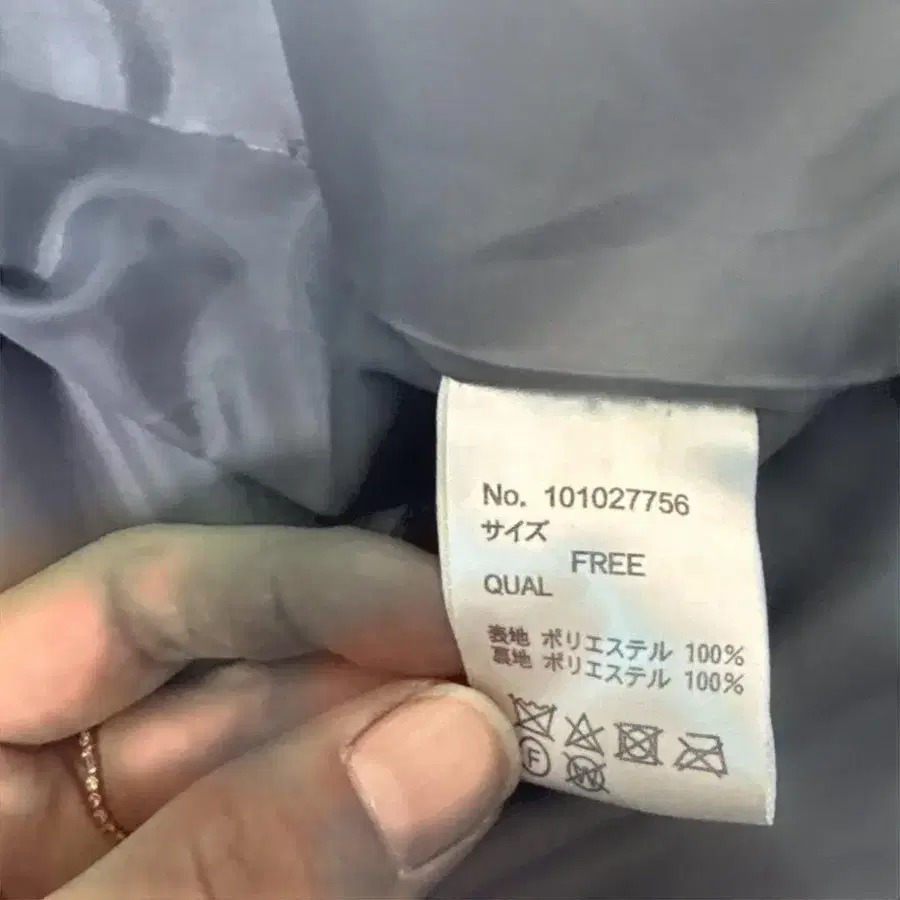 No. 101027756
サイズ
FREE
QUAL
表地 ポリエステル 100%
裏地 ポリエステル 100%
F
W